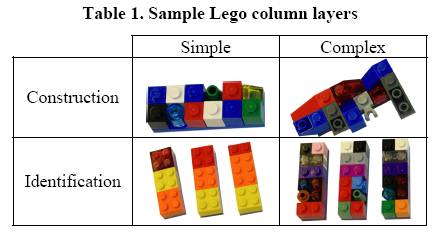 Table 1. Sample Lego column layers
Simple Complex
Construction
Identification